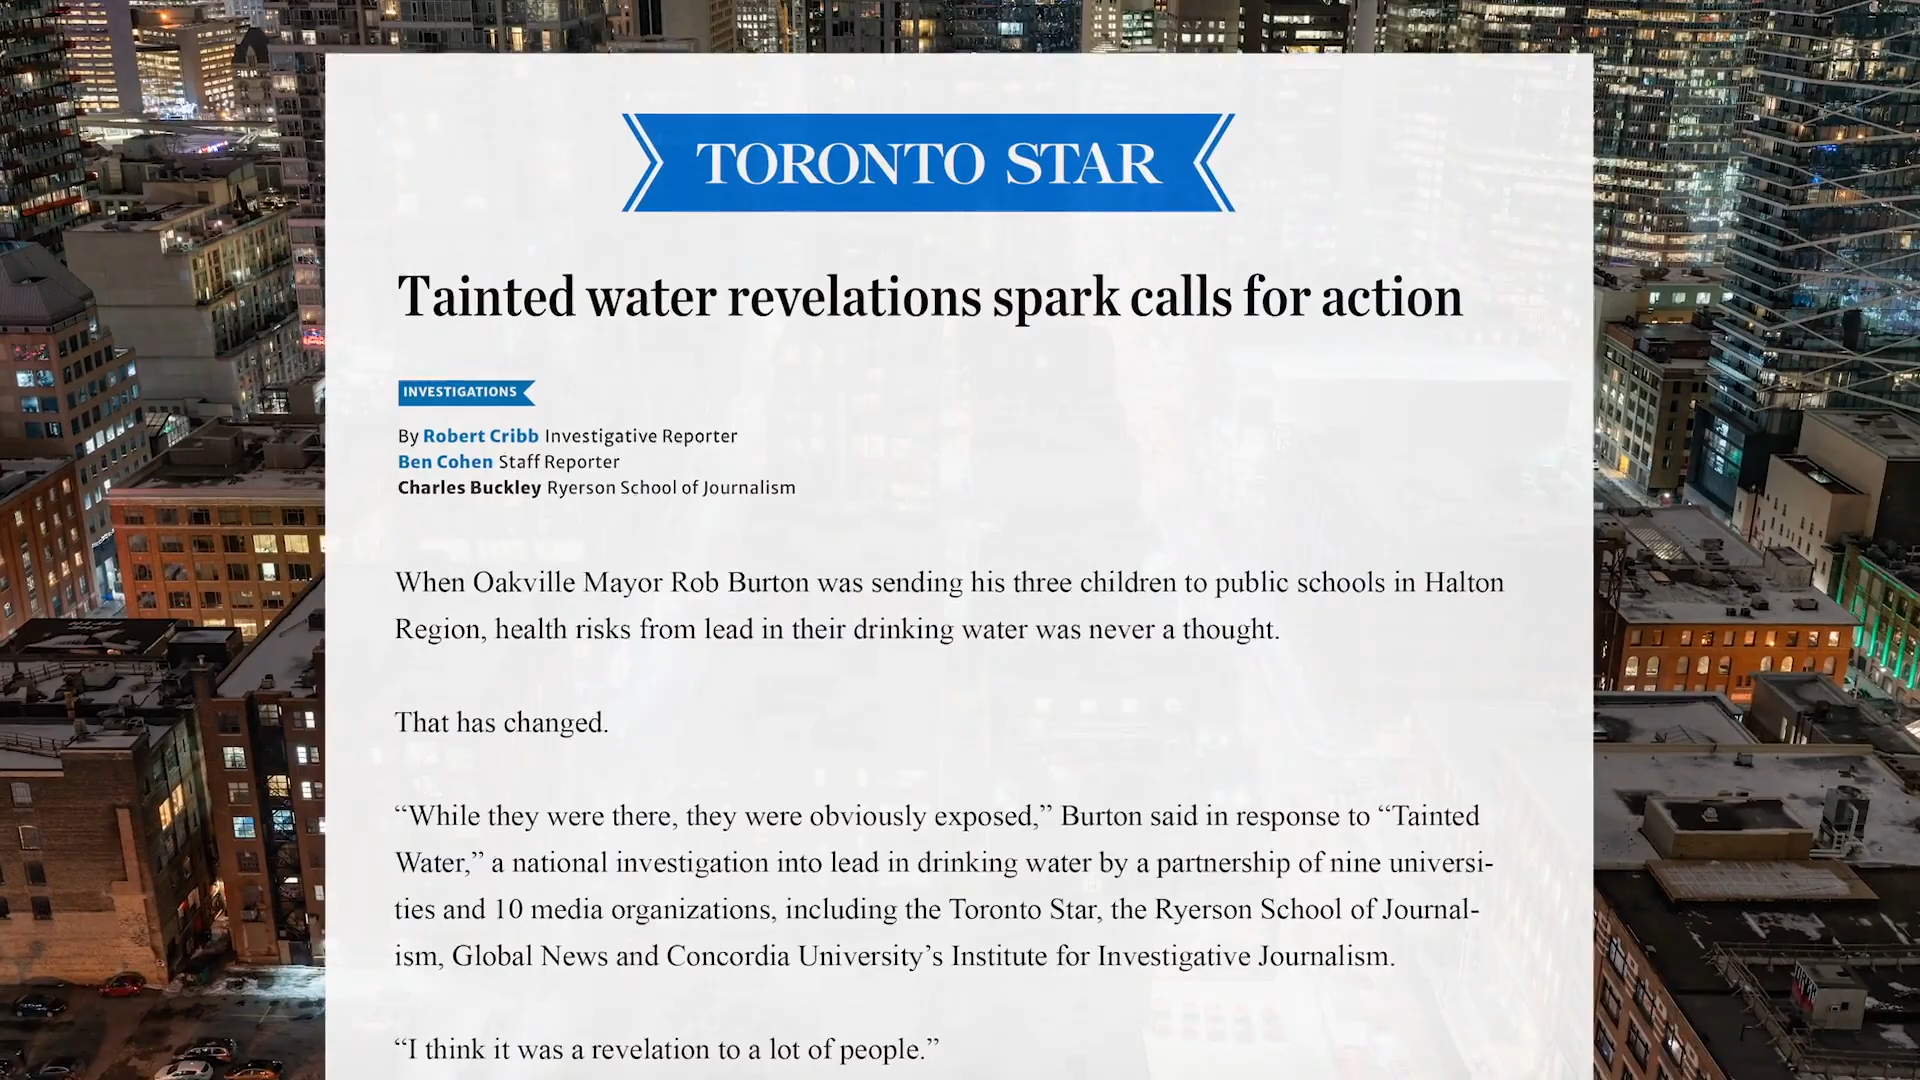 TORONTO STAR
Tainted water revelations spark calls for action
INVESTIGATIONS
By Robert Cribb Investigative Reporter
Ben Cohen Staff Reporter
Charles Buckley Ryerson School of Journalism
When Oakville Mayor Rob Burton was sending his three children to public schools in Halton
Region, health risks from lead in their drinking water was never a thought.
That has changed.
“While they were there, they were obviously exposed,” Burton said in response to “Tainted
Water,” a national investigation into lead in drinking water by a partnership of nine universi-
ties and 10 media organizations, including the Toronto Star, the Ryerson School of Journal-
ism, Global News and Concordia University’s Institute for Investigative Journalism.
“I think it was a revelation to a lot of people.”